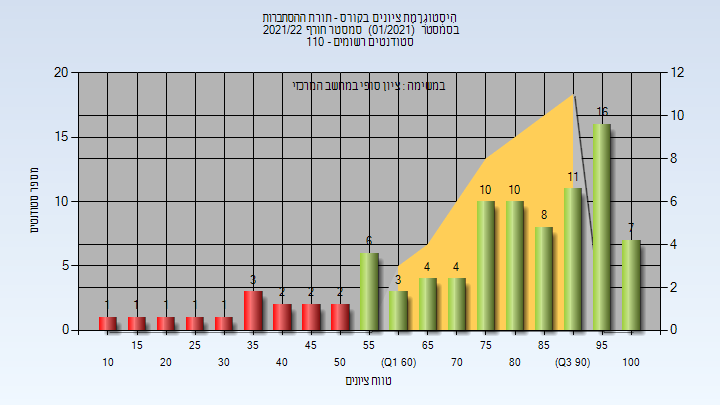 היסטוגרמת ציונים בקורס - תורת ההסתברות
בסמסטר (01/2021) סמסטר חורף 2021/22
סטודנטים רשומים - 110
במשימה : ציון סופי במחשב המרכזי
מספר סטודנטים
20
15
10
5
0
12
10
8
6
4
2
0
1 1 1 1 1 3 2 2 2 6 3 4 4 10 10 8 11 16 7
15 25 35 45 55 65 75 85 95
10 20 30 40 50 (Q1 60) 70 80 (Q3 90) 100
טווח ציונים